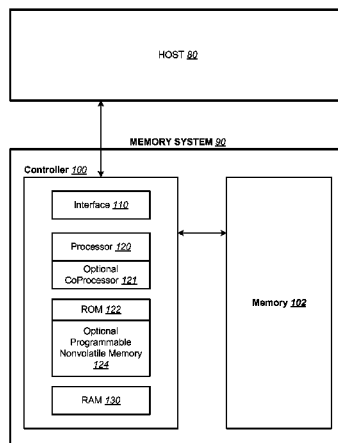 HOST 80
MEMORY SYSTEM 90
Controller 100
Interface 110
Processor 120
Optional
CoProcessor 121
ROM 122
Optional
Programmable
Nonvolatile Memory
124
RAM 130
Memory 102